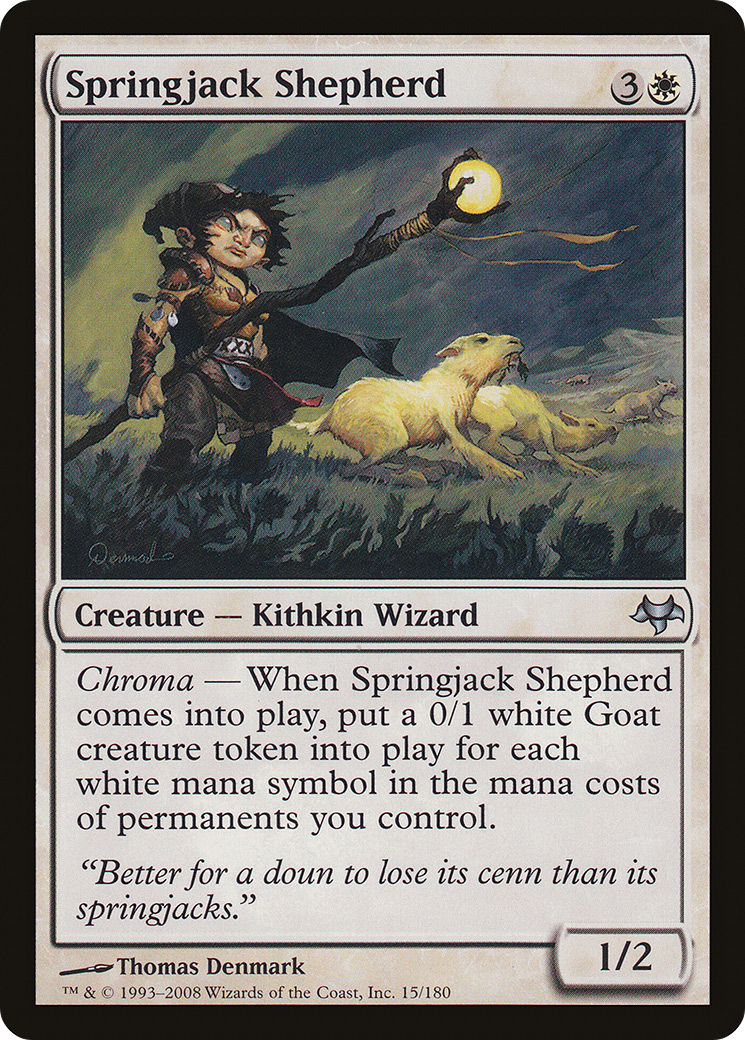 Springjack Shepherd 3
Dermark
Creature — Kithkin Wizard
Chroma — When Springjack Shepherd
comes into play, put a 0/1 white Goat
creature token into play for each
white mana symbol in the mana costs
of permanents you control.
“Better for a doun to lose its cenn than its
springjacks.”
1/2
Thomas Denmark
™ & © 1993–2008 Wizards of the Coast, Inc. 15/180